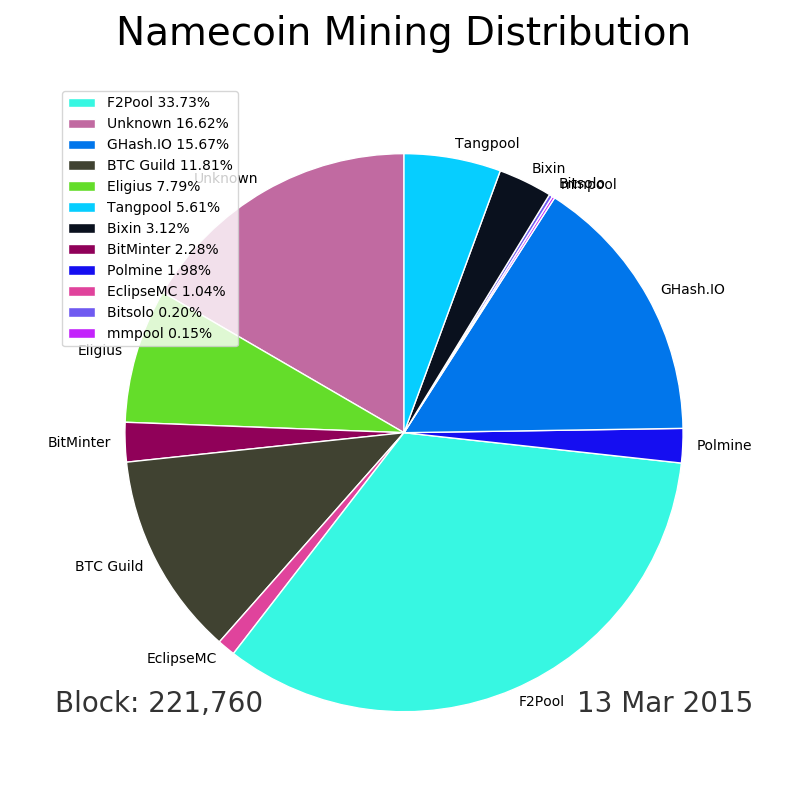 Namecoin Mining Distribution
F2Pool 33.73%
Unknown 16.62%
GHash.IO 15.67%
BTC Guild 11.81%
Eligius 7.79%
Tangpool 5.61%
Bixin 3.12%
BitMinter 2.28%
Polmine 1.98%
EclipseMC 1.04%
Bitsolo 0.20%
mmpool 0.15%
Tangpool
Bixin
Bitsolo
mmpool
Unknown
GHash.IO
Eligius
BitMinter
Polmine
BTC Guild
EclipseMC
F2Pool
Block: 221,760
13 Mar 2015